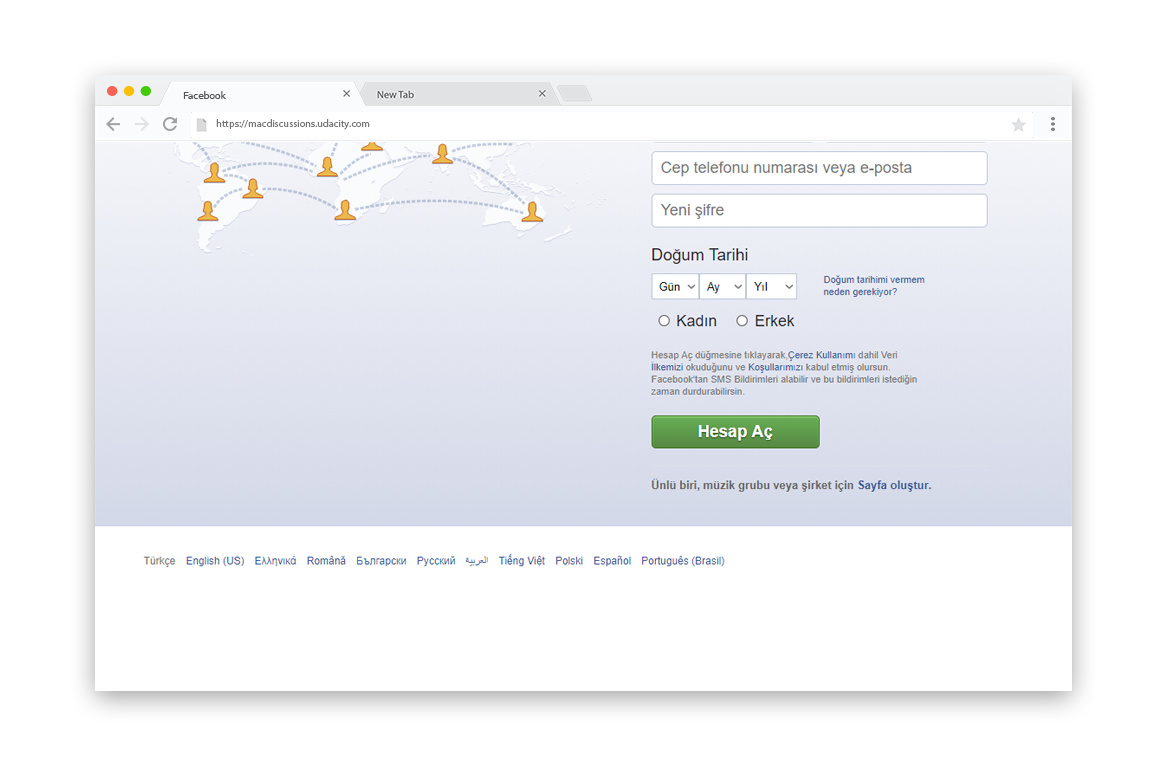 Facebook
New Tab
https://macdiscussions.udacity.com
Cep telefonu numarası veya e-posta
Yeni şifre
Doğum Tarihi
Gün Ay Yıl
Doğum tarihimi vermem
neden gerekiyor?
Kadın Erkek
Hesap Aç düğmesine tıklayarak,Çerez Kullanımı dahil Veri
İlkemizi okuduğunu ve Koşullarımızı kabul etmiş olursun.
Facebook'tan SMS Bildirimleri alabilir ve bu bildirimleri istediğin
zaman durdurabilirsin.
Hesap Aç
Ünlü biri, müzik grubu veya şirket için Sayfa oluştur.
Türkçe English (US) Ελληνικά Română Български Русский العربية Tiếng Việt Polski Español Português (Brasil)